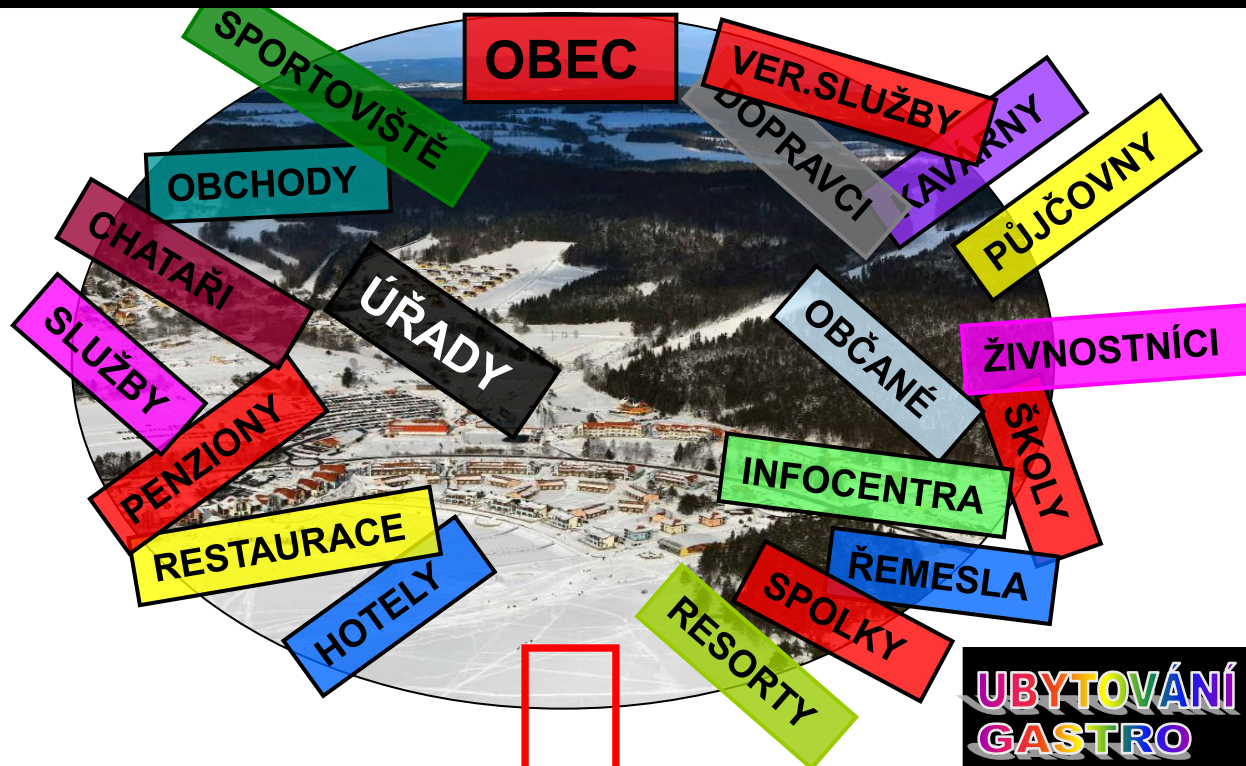 SPORTOVIŠTĚ
OBEC
VER.SLUŽBY
DOPRAVCI
KAVÁRNY
PŮJČOVNY
OBCHODY
CHATAŘI
ÚŘADY
OBČANÉ
SLUŽBY
ŽIVNOSTNÍCI
PENZIONY
ŠKOLY
INFOCENTRA
RESTAURACE
HOTELY
ŘEMESLA
SPOLKY
RESORTY
UBYTOVÁNÍ
GASTRO